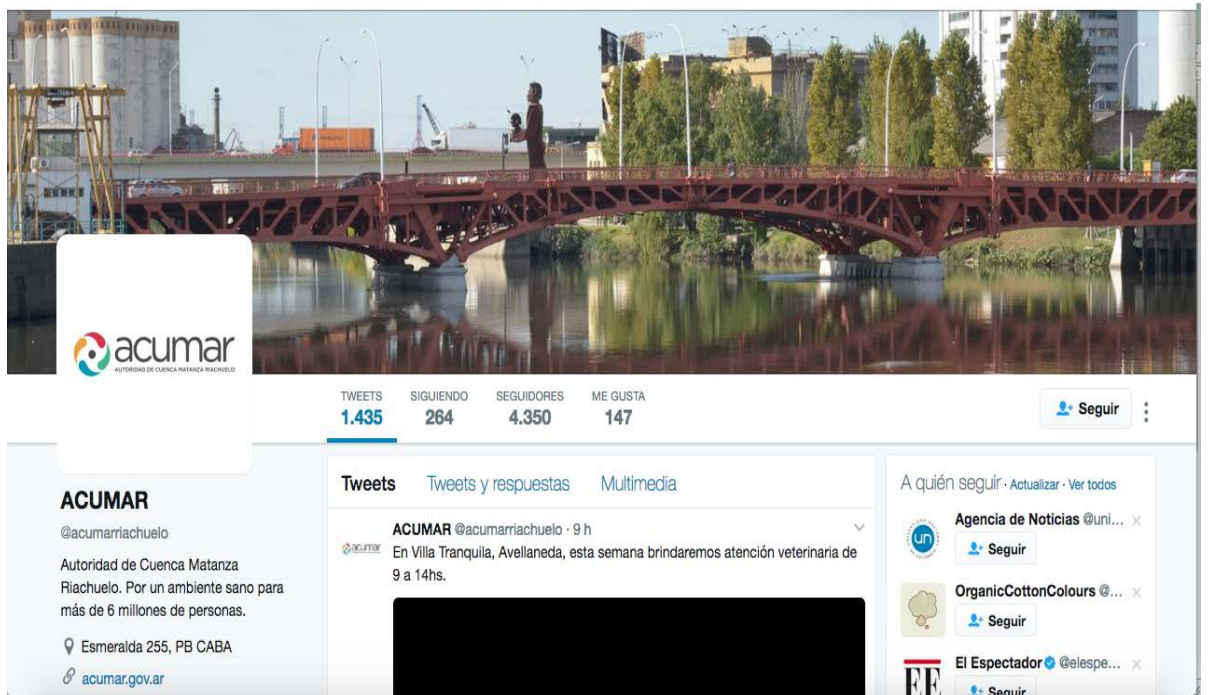 acumar
AUTORIDAD DE CUENCA MATANZA RIACHUELO
TWEETS SIGUIENDO SEGUIDORES ME GUSTA
1.435 264 4.350 147
Seguir
ACUMAR
@acumarriachuelo
Autoridad de Cuenca Matanza
Riachuelo. Por un ambiente sano para
más de 6 millones de personas.
Esmeralda 255, PB CABA
acumar.gov.ar
Tweets Tweets y respuestas Multimedia
acumar
ACUMAR @acumarriachuelo · 9 h
En Villa Tranquila, Avellaneda, esta semana brindaremos atención veterinaria de
9 a 14hs.
A quién seguir · Actualizar · Ver todos
un
Agencia de Noticias @uni...
Seguir
OrganicCottonColours @...
Seguir
EE
El Espectador @elespe...
Seguir